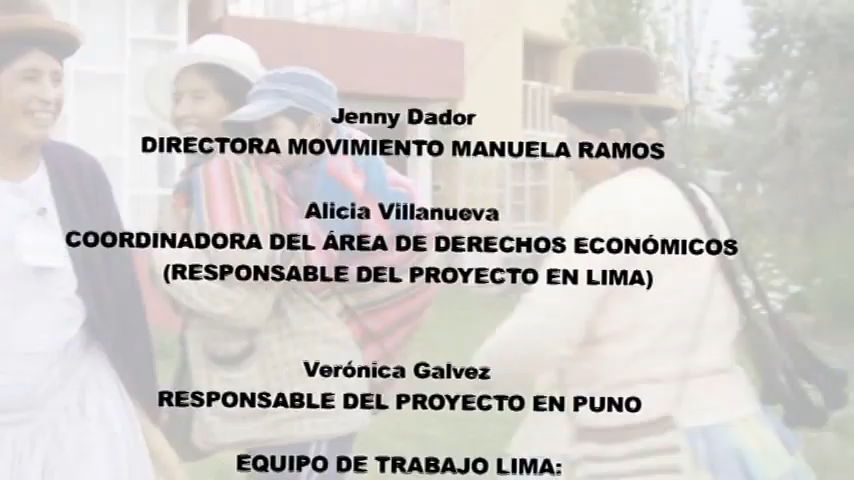 Jenny Dador
DIRECTORA MOVIMIENTO MANUELA RAMOS
Alicia Villanueva
COORDINADORA DEL ÁREA DE DERECHOS ECONÓMICOS
(RESPONSABLE DEL PROYECTO EN LIMA)
Verónica Galvez
RESPONSABLE DEL PROYECTO EN PUNO
EQUIPO DE TRABAJO LIMA: